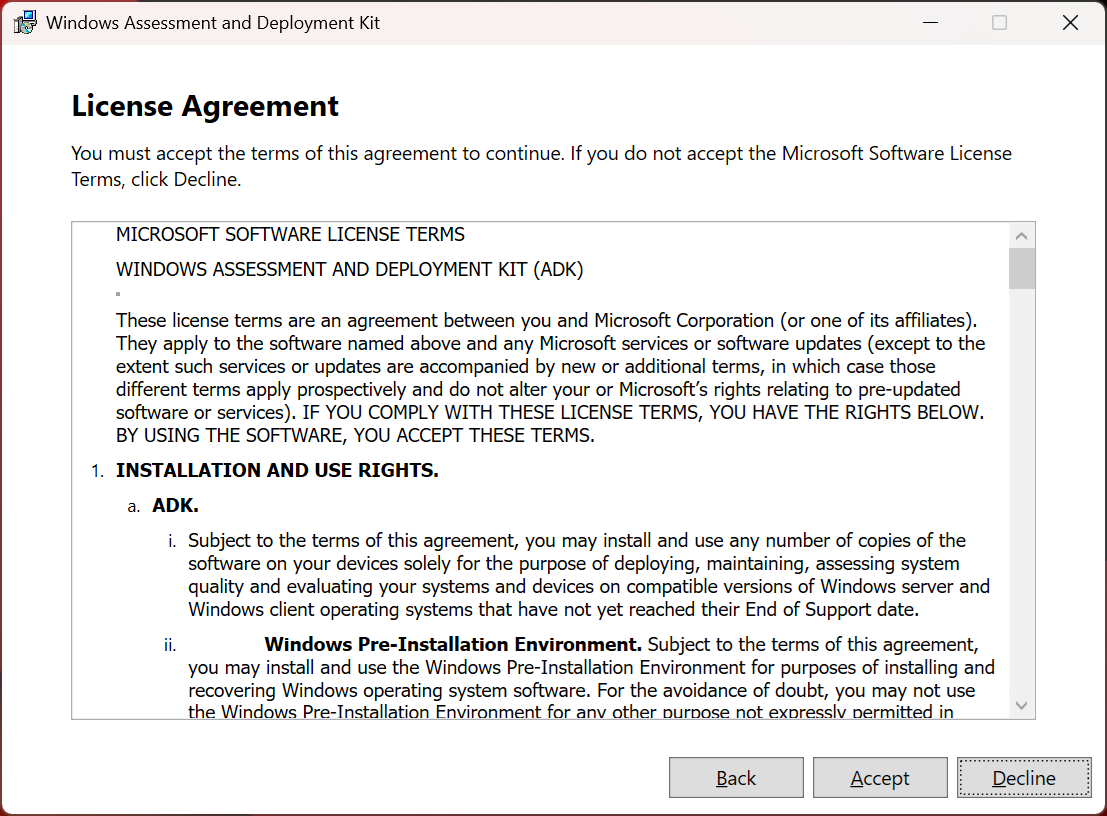 Windows Assessment and Deployment Kit
License Agreement
You must accept the terms of this agreement to continue. If you do not accept the Microsoft Software License
Terms, click Decline.
MICROSOFT SOFTWARE LICENSE TERMS
WINDOWS ASSESSMENT AND DEPLOYMENT KIT (ADK)
These license terms are an agreement between you and Microsoft Corporation (or one of its affiliates).
They apply to the software named above and any Microsoft services or software updates (except to the
extent such services or updates are accompanied by new or additional terms, in which case those
different terms apply prospectively and do not alter your or Microsoft’s rights relating to pre-updated
software or services). IF YOU COMPLY WITH THESE LICENSE TERMS, YOU HAVE THE RIGHTS BELOW.
BY USING THE SOFTWARE, YOU ACCEPT THESE TERMS.
1. INSTALLATION AND USE RIGHTS.
a. ADK.
i. Subject to the terms of this agreement, you may install and use any number of copies of the
software on your devices solely for the purpose of deploying, maintaining, assessing system
quality and evaluating your systems and devices on compatible versions of Windows server and
Windows client operating systems that have not yet reached their End of Support date.
ii. Windows Pre-Installation Environment. Subject to the terms of this agreement,
you may install and use the Windows Pre-Installation Environment for purposes of installing and
recovering Windows operating system software. For the avoidance of doubt, you may not use
the Windows Pre-Installation Environment for any other purpose not expressly permitted in
Back Accept Decline